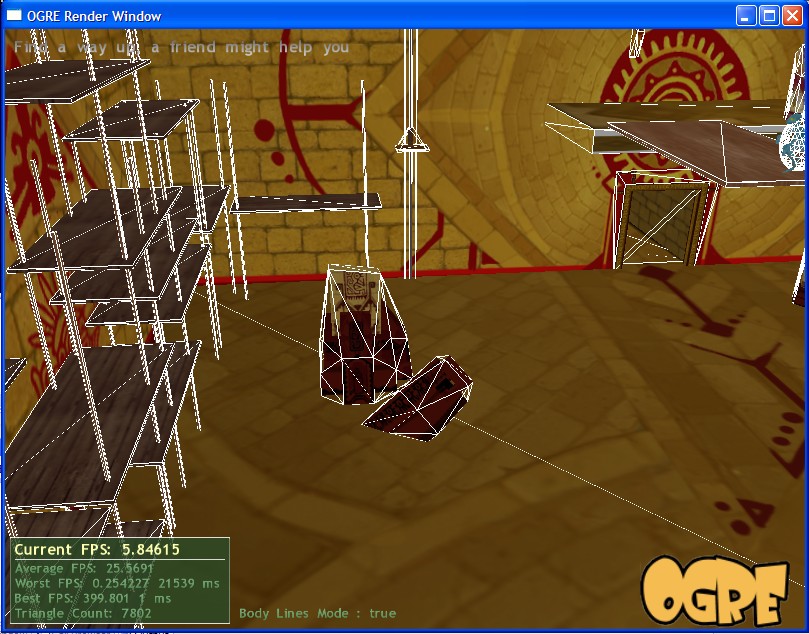 OGRE Render Window
Find a way up, a friend might help you
Current FPS: 5.84615
Average FPS: 25.5691
Worst FPS: 0.254227 21539 ms
Best FPS: 399.801 1 ms
Triangle Count: 7802
Body Lines Mode : true
OGRE